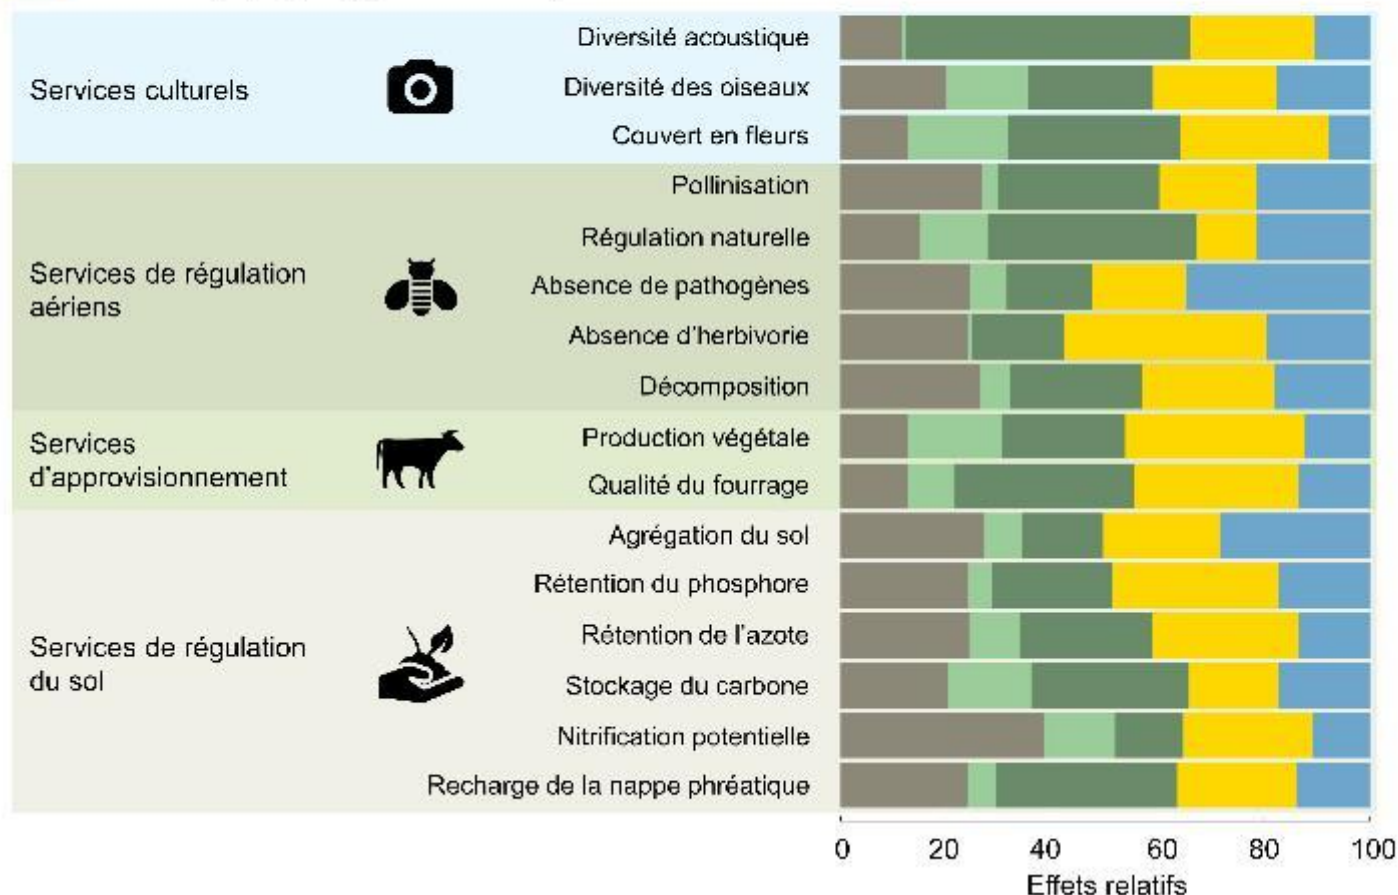 Services culturels
Diversité acoustique
Diversité des oiseaux
Couvert en fleurs
Services de régulation
aériens
Pollinisation
Régulation naturelle
Absence de pathogènes
Absence d'herbivorie
Décomposition
Services
d'approvisionnement
Production végétale
Qualité du fourrage
Services de régulation
du sol
Agrégation du sol
Rétention du phosphore
Rétention de l'azote
Stockage du carbone
Nitrification potentielle
Recharge de la nappe phréatique
0 20 40 60 80 100
Effets relatifs